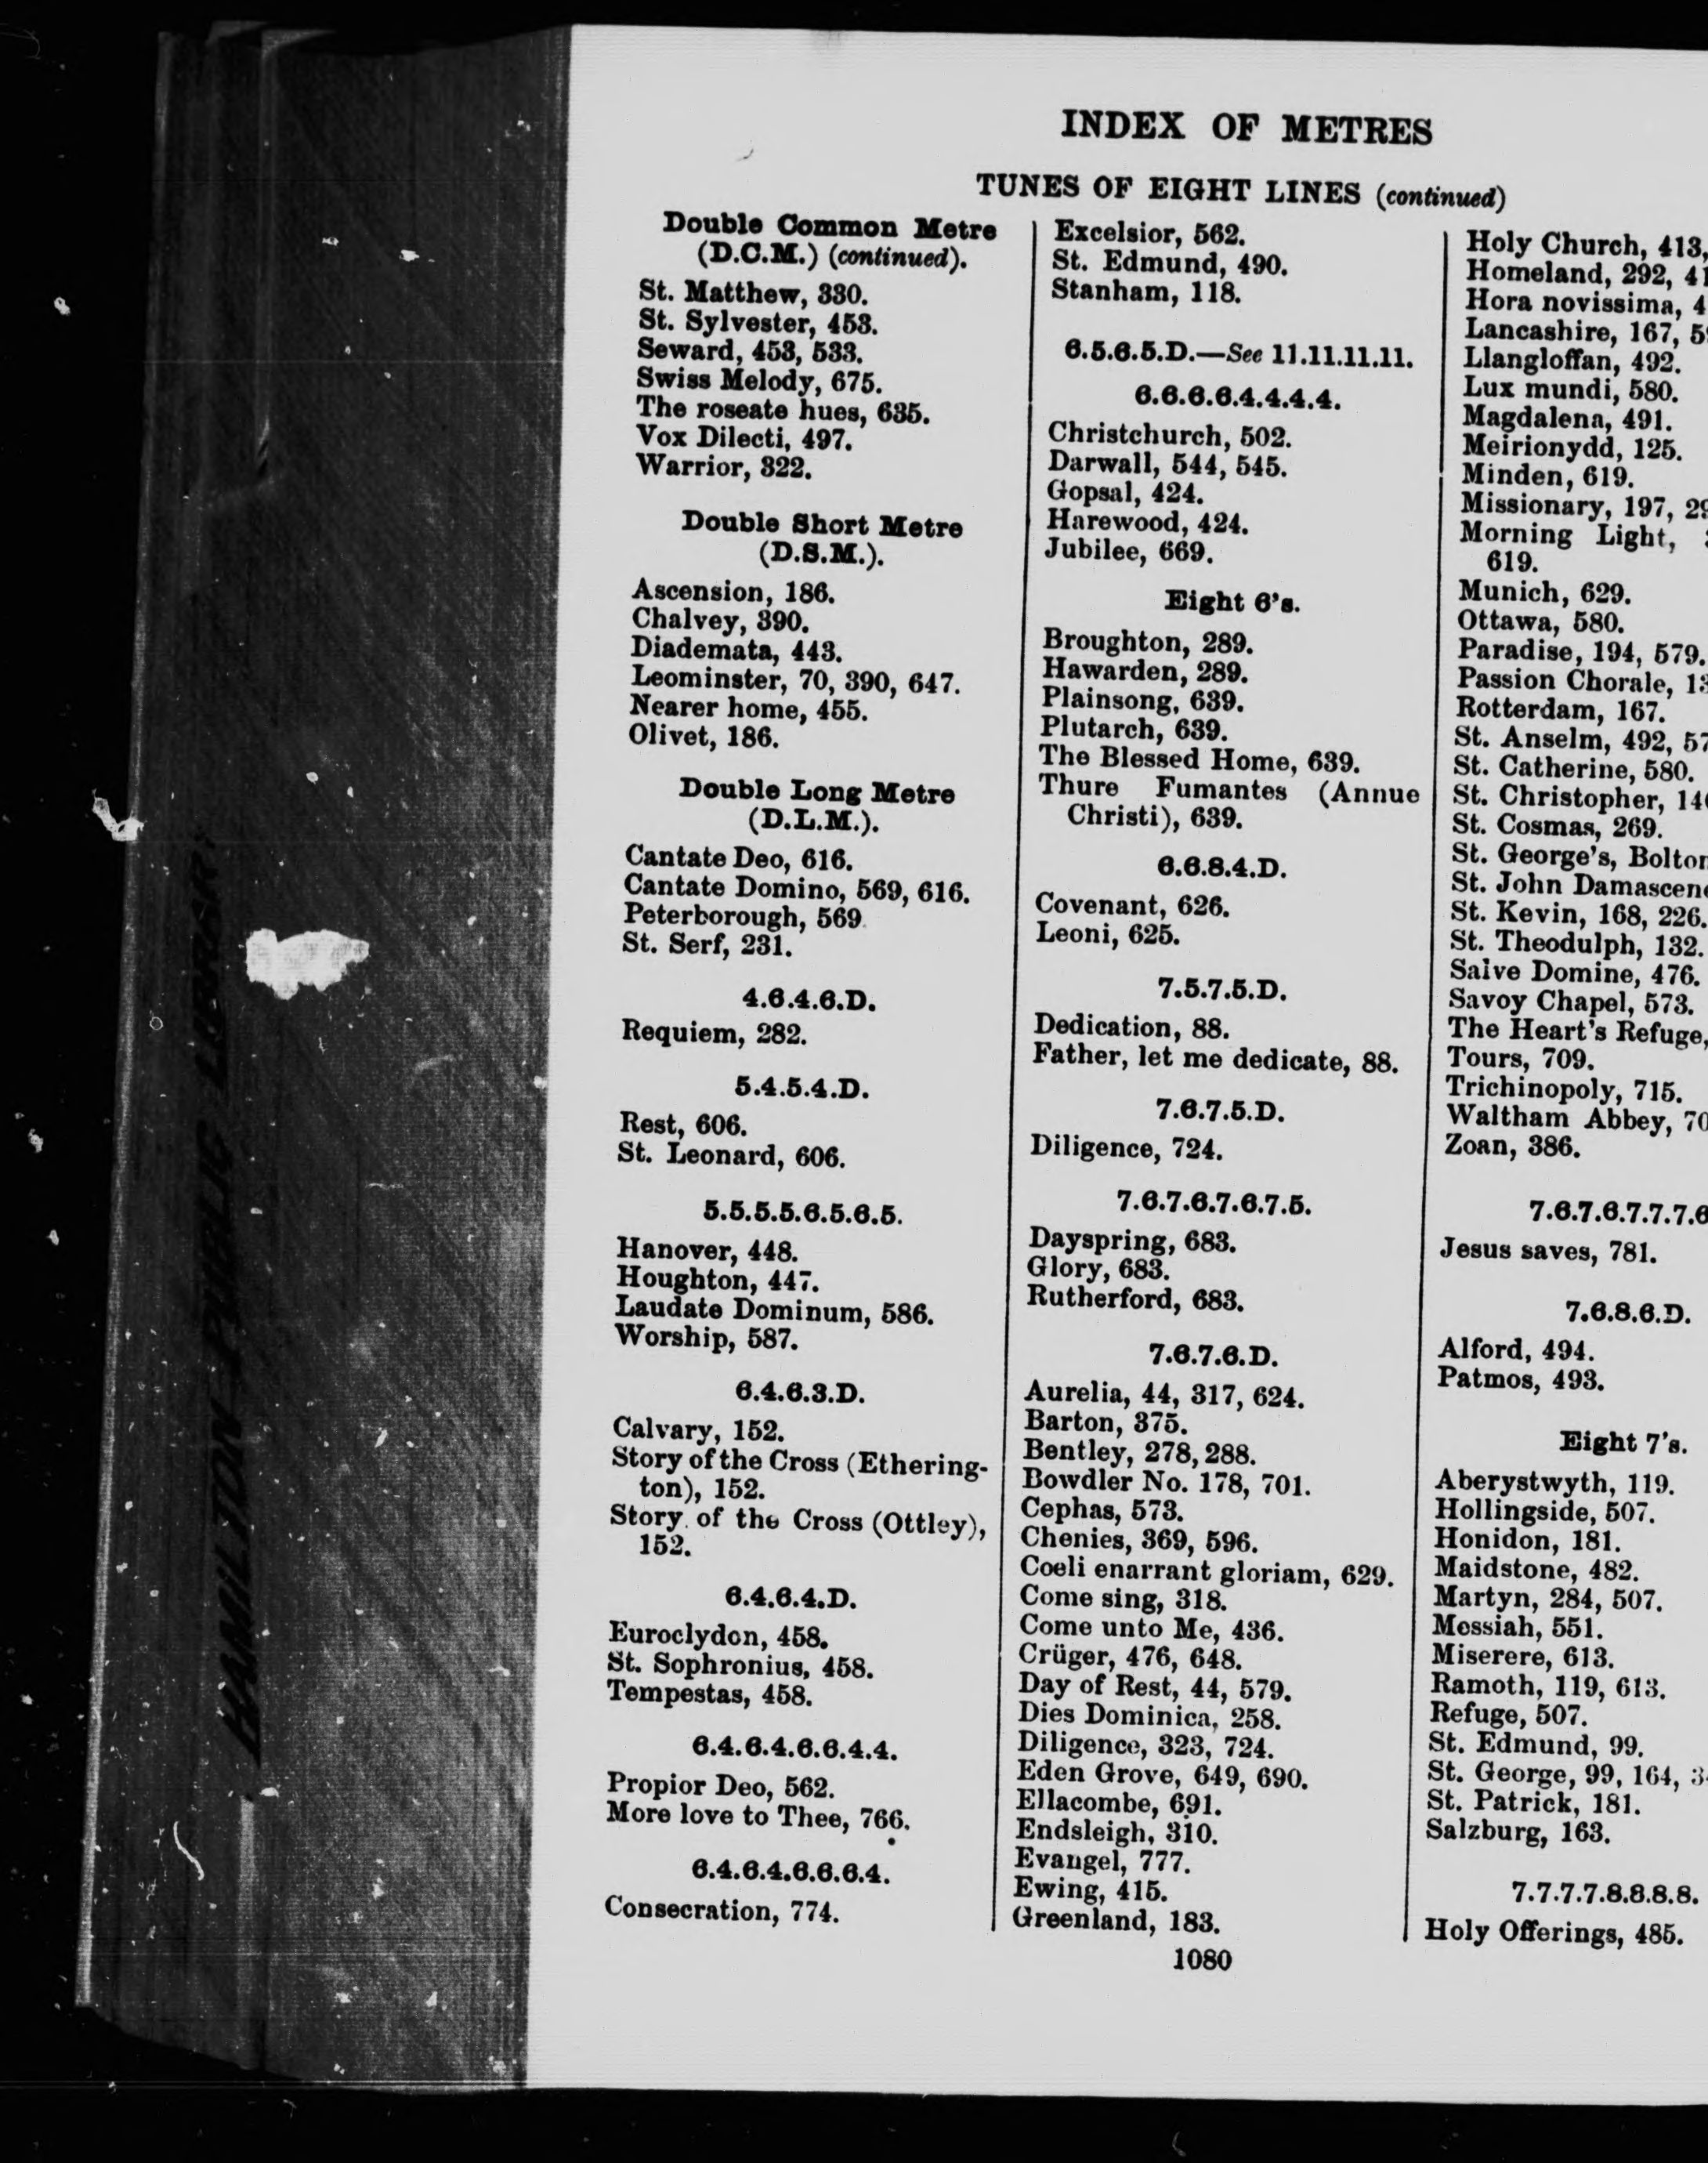 HAMILTON PUBLIC LIBRARY
INDEX OF METRES
TUNES OF EIGHT LINES (continued)
Double Common Metre
(D.C.M.) (continued).
St. Matthew, 330.
St. Sylvester, 453.
Seward, 453, 533.
Swiss Melody, 675.
The roseate hues, 635.
Vox Dilecti, 497.
Warrior, 322.
Double Short Metre
(D.S.M.).
Ascension, 186.
Chalvey, 390.
Diademata, 443.
Leominster, 70, 390, 647.
Nearer home, 455.
Olivet, 186.
Double Long Metre
(D.L.M.).
Cantate Deo, 616.
Cantate Domino, 569, 616.
Peterborough, 569.
St. Serf, 231.
4.6.4.6.D.
Requiem, 282.
5.4.5.4.D.
Rest, 606.
St. Leonard, 606.
5.5.5.5.6.5.6.5.
Hanover, 448.
Houghton, 447.
Laudate Dominum, 586.
Worship, 587.
6.4.6.3.D.
Calvary, 152.
Story of the Cross (Ethering-
ton), 152.
Story of the Cross (Ottley),
152.
6.4.6.4.D.
Euroclydon, 458.
St. Sophronius, 458.
Tempestas, 458.
6.4.6.4.6.6.4.4.
Propior Deo, 562.
More love to Thee, 766.
6.4.6.4.6.6.6.4.
Consecration, 774.
Excelsior, 562.
St. Edmund, 490.
Stanham, 118.
6.5.6.5.D.—See 11.11.11.11.
6.6.6.6.4.4.4.4.
Christchurch, 502.
Darwall, 544, 545.
Gopsal, 424.
Harewood, 424.
Jubilee, 669.
Eight 6's.
Broughton, 289.
Hawarden, 289.
Plainsong, 639.
Plutarch, 639.
The Blessed Home, 639.
Thure Fumantes (Annue
Christi), 639.
6.6.8.4.D.
Covenant, 626.
Leoni, 625.
7.5.7.5.D.
Dedication, 88.
Father, let me dedicate, 88.
7.6.7.5.D.
Diligence, 724.
7.6.7.6.7.6.7.5.
Dayspring, 683.
Glory, 683.
Rutherford, 683.
7.6.7.6.D.
Aurelia, 44, 317, 624.
Barton, 375.
Bentley, 278, 288.
Bowdler No. 178, 701.
Cephas, 573.
Chenies, 369, 596.
Coeli enarrant gloriam, 629.
Come sing, 318.
Come unto Me, 436.
Crüger, 476, 648.
Day of Rest, 44, 579.
Dies Dominica, 258.
Diligence, 323, 724.
Eden Grove, 649, 690.
Ellacombe, 691.
Endsleigh, 310.
Evangel, 777.
Ewing, 415.
Greenland, 183.
Holy Church, 413,
Homeland, 292, 41
Hora novissima, 4
Lancashire, 167, 5
Llangloffan, 492.
Lux mundi, 580.
Magdalena, 491.
Meirionydd, 125.
Minden, 619.
Missionary, 197, 29
Morning Light,
619.
Munich, 629.
Ottawa, 580.
Paradise, 194, 579.
Passion Chorale, 13
Rotterdam, 167.
St. Anselm, 492, 57
St. Catherine, 580.
St. Christopher, 14
St. Cosmas, 269.
St. George's, Bolton
St. John Damascene
St. Kevin, 168, 226.
St. Theodulph, 132.
Salve Domine, 476.
Savoy Chapel, 573.
The Heart's Refuge,
Tours, 709.
Trichinopoly, 715.
Waltham Abbey, 70
Zoan, 386.
7.6.7.6.7.7.7.6
Jesus saves, 781.
7.6.8.6.D.
Alford, 494.
Patmos, 493.
Eight 7's.
Aberystwyth, 119.
Hollingside, 507.
Honidon, 181.
Maidstone, 482.
Martyn, 284, 507.
Messiah, 551.
Miserere, 613.
Ramoth, 119, 613.
Refuge, 507.
St. Edmund, 99.
St. George, 99, 164, 3
St. Patrick, 181.
Salzburg, 163.
7.7.7.7.8.8.8.8.
Holy Offerings, 485.
1080